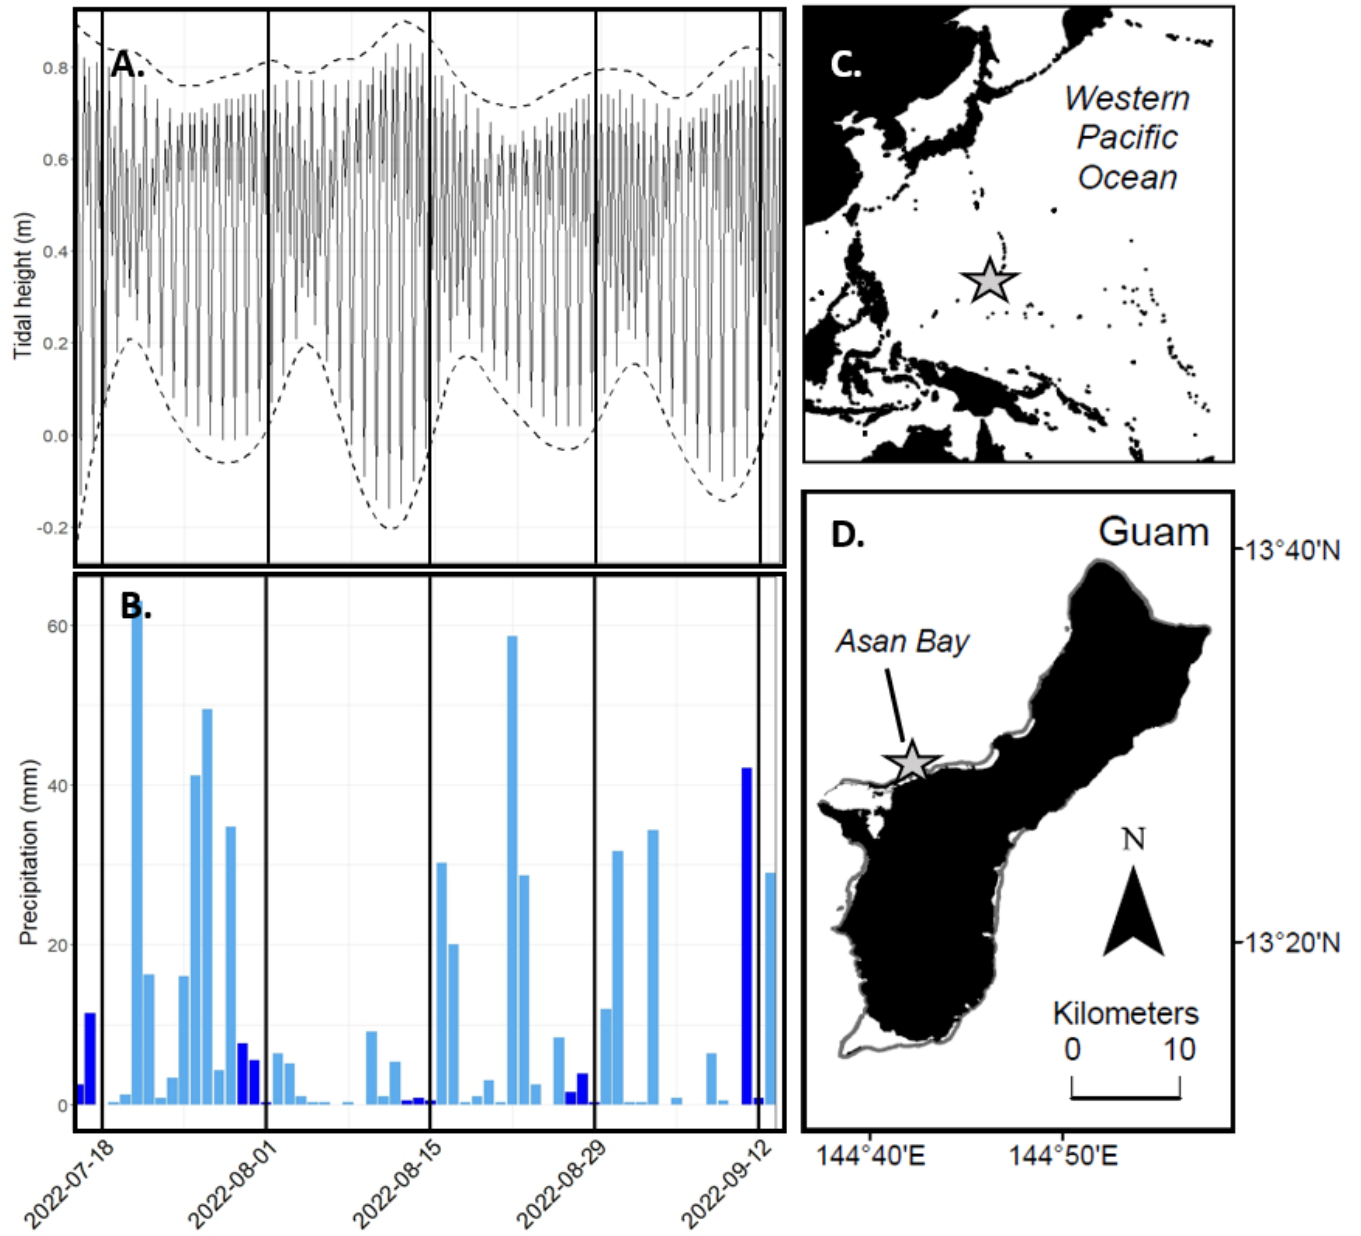 A.
0.8
0.6
0.4
0.2
0.0
-0.2
Tidal height (m)
B.
60
40
20
0
Precipitation (mm)
2022-07-18
2022-08-01
2022-08-15
2022-08-29
2022-09-12
C.
Western
Pacific
Ocean
D.
Guam
Asan Bay
N
Kilometers
0 10
13°40'N
13°20'N
144°40'E
144°50'E